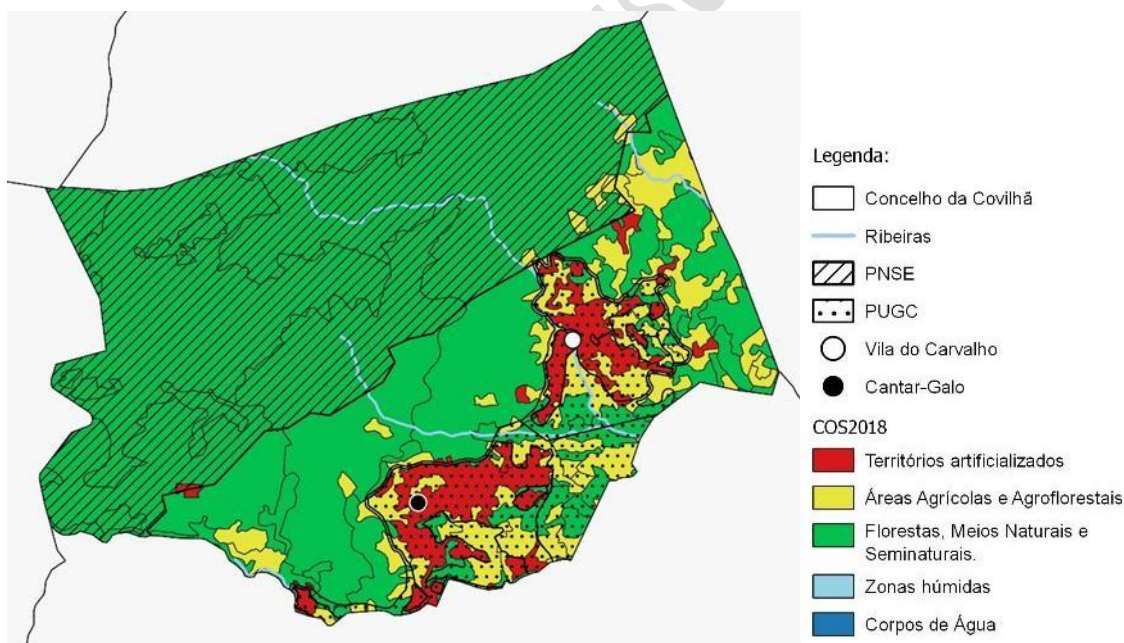 Legenda:
Concelho da Covilhã
Ribeiras
PNSE
PUGC
Vila do Carvalho
Cantar-Galo
COS2018
Territórios artificializados
Áreas Agrícolas e Agroflorestais
Florestas, Meios Naturais e
Seminaturais.
Zonas húmidas
Corpos de Água